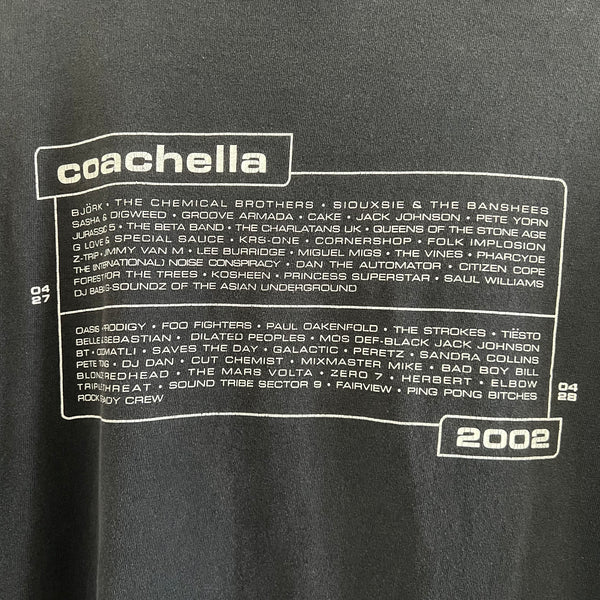 coachella
BJÖRK · THE CHEMICAL BROTHERS · SIOUXSIE & THE BANSHEES
SASHA & DIGWEED · GROOVE ARMADA · CAKE · JACK JOHNSON · PETE YORN
JURASSIC 5 · THE BETA BAND · THE CHARLATANS UK · QUEENS OF THE STONE AGE
G LOVE & SPECIAL SAUCE · KRS-ONE · CORNERSHOP · FOLK IMPLOSION
Z-TRIP · JIMMY VAN M · LEE BURRIDGE · MIGUEL MIGS · THE VINES · PHARCYDE
THE (INTERNATIONAL) NOISE CONSPIRACY · DAN THE AUTOMATOR · CITIZEN COPE
FOREST FOR THE TREES · KOSHEEN · PRINCESS SUPERSTAR · SAUL WILLIAMS
DJ -SOUNDZ OF THE ASIAN UNDERGROUND
04
27
OASIS · PRODIGY · FOO FIGHTERS · PAUL OAKENFOLD · THE STROKES · TIËSTO
BELLE & SEBASTIAN · DILATED PEOPLES · MOS DEF-BLACK JACK JOHNSON
BT · OZOMATLI · SAVES THE DAY · GALACTIC · PERETZ · SANDRA COLLINS
PETE TONG · DJ DAN · CUT CHEMIST · MIXMASTER MIKE · BAD BOY BILL
BLONDE REDHEAD · THE MARS VOLTA · ZERO 7 · HERBERT · ELBOW
TRIPLE THREAT · SOUND TRIBE SECTOR 9 · FAIRVIEW · PING PONG BITCHES
ROCK STEADY CREW
04
28
2002